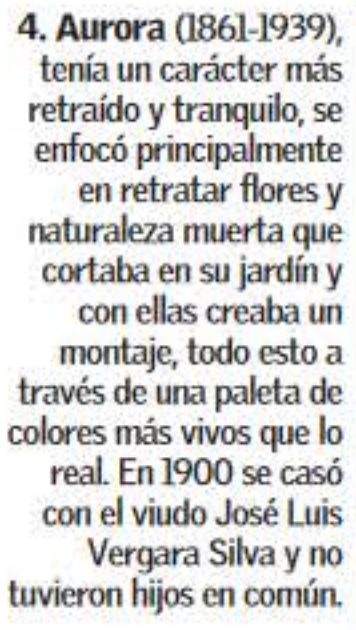 4. Aurora (1861-1939),
tenía un carácter más
retraído y tranquilo, se
enfocó principalmente
en retratar flores y
naturaleza muerta que
cortaba en su jardín y
con ellas creaba un
montaje, todo esto a
través de una paleta de
colores más vivos que lo
real. En 1900 se casó
con el viudo José Luis
Vergara Silva y no
tuvieron hijos en común.